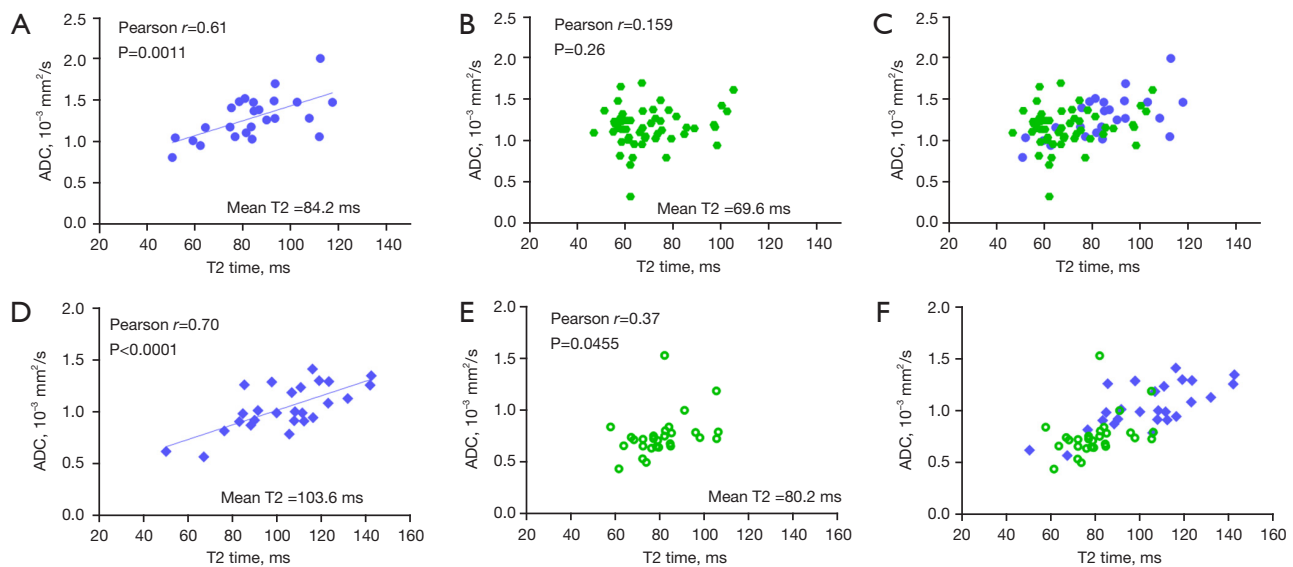 A
Pearson r=0.61
P=0.0011
2.5
2.0
1.5
1.0
0.5
0.0
ADC, 10⁻³ mm²/s
Mean T2 =84.2 ms
20 40 60 80 100 120 140
T2 time, ms
B
Pearson r=0.159
P=0.26
2.5
2.0
1.5
1.0
0.5
0.0
ADC, 10⁻³ mm²/s
Mean T2 =69.6 ms
20 40 60 80 100 120 140
T2 time, ms
C
2.5
2.0
1.5
1.0
0.5
0.0
ADC, 10⁻³ mm²/s
20 40 60 80 100 120 140
T2 time, ms
D
Pearson r=0.70
P<0.0001
2.0
1.5
1.0
0.5
0.0
ADC, 10⁻³ mm²/s
Mean T2 =103.6 ms
20 40 60 80 100 120 140 160
T2 time, ms
E
Pearson r=0.37
P=0.0455
2.0
1.5
1.0
0.5
0.0
ADC, 10⁻³ mm²/s
Mean T2 =80.2 ms
20 40 60 80 100 120 140 160
T2 time, ms
F
2.0
1.5
1.0
0.5
0.0
ADC, 10⁻³ mm²/s
20 40 60 80 100 120 140 160
T2 time, ms